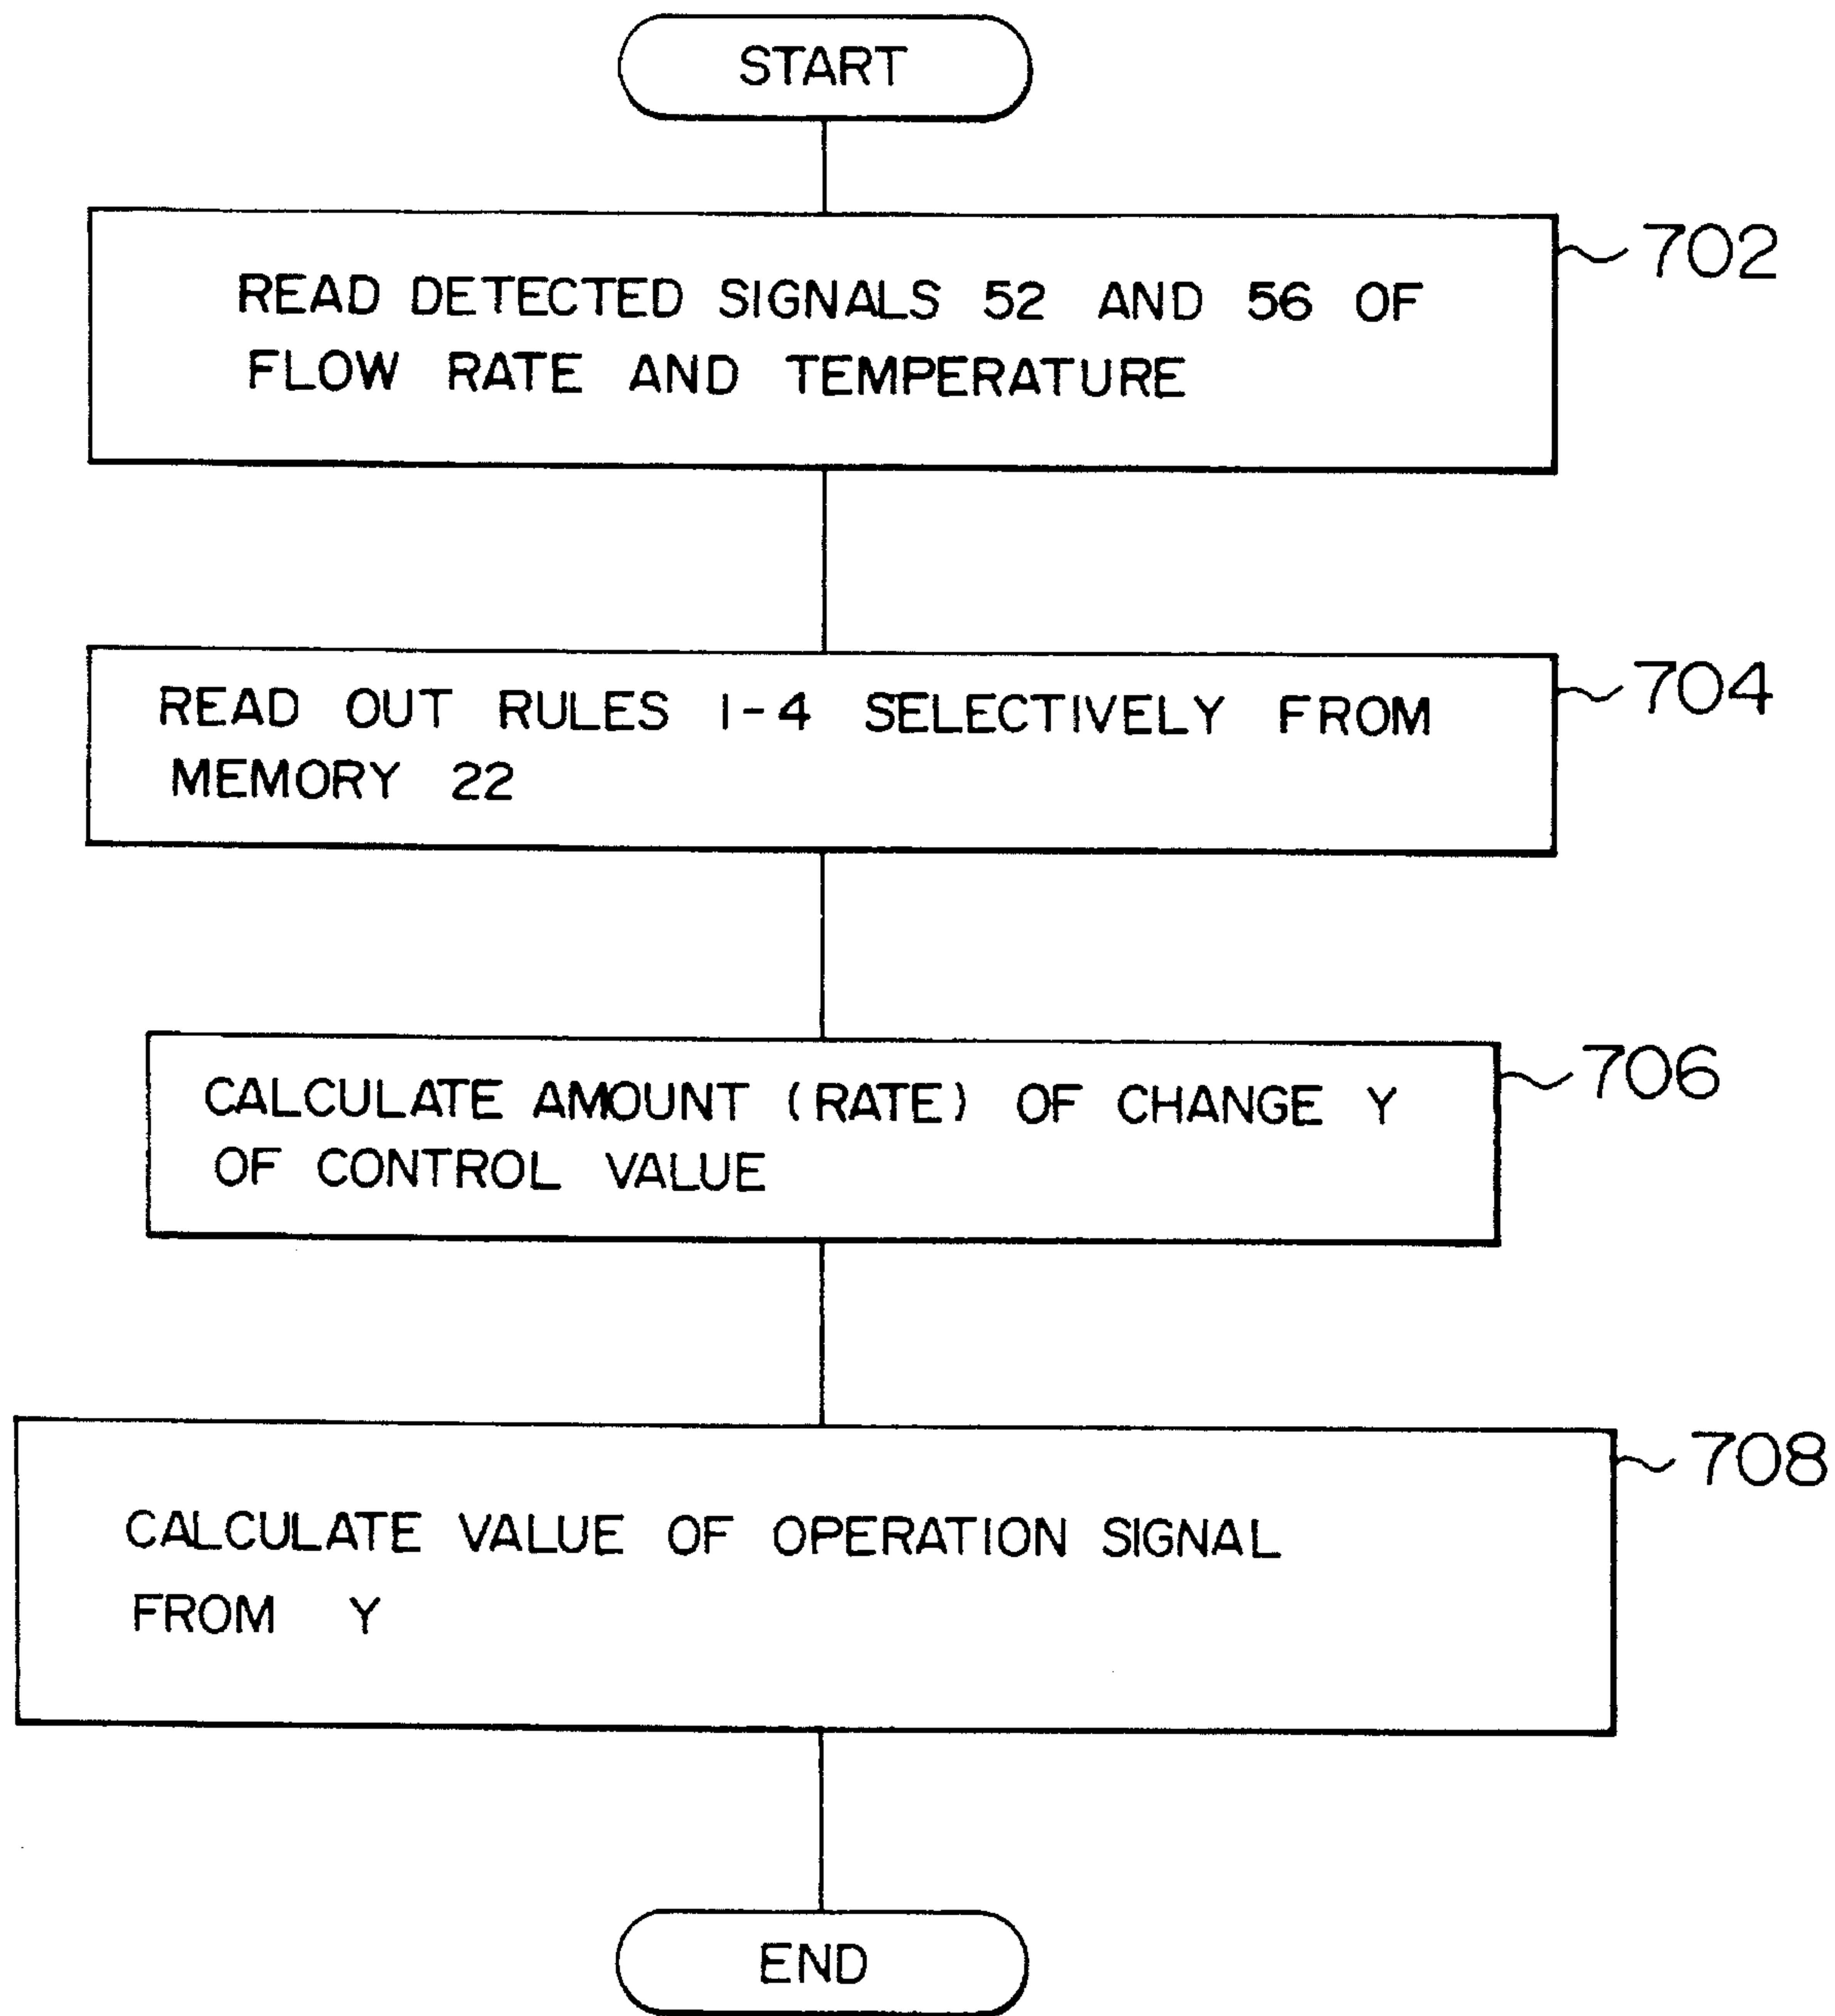 START
702
READ DETECTED SIGNALS 52 AND 56 OF
FLOW RATE AND TEMPERATURE
704
READ OUT RULES 1-4 SELECTIVELY FROM
MEMORY 22
706
CALCULATE AMOUNT (RATE) OF CHANGE Y
OF CONTROL VALUE
708
CALCULATE VALUE OF OPERATION SIGNAL
FROM Y
END